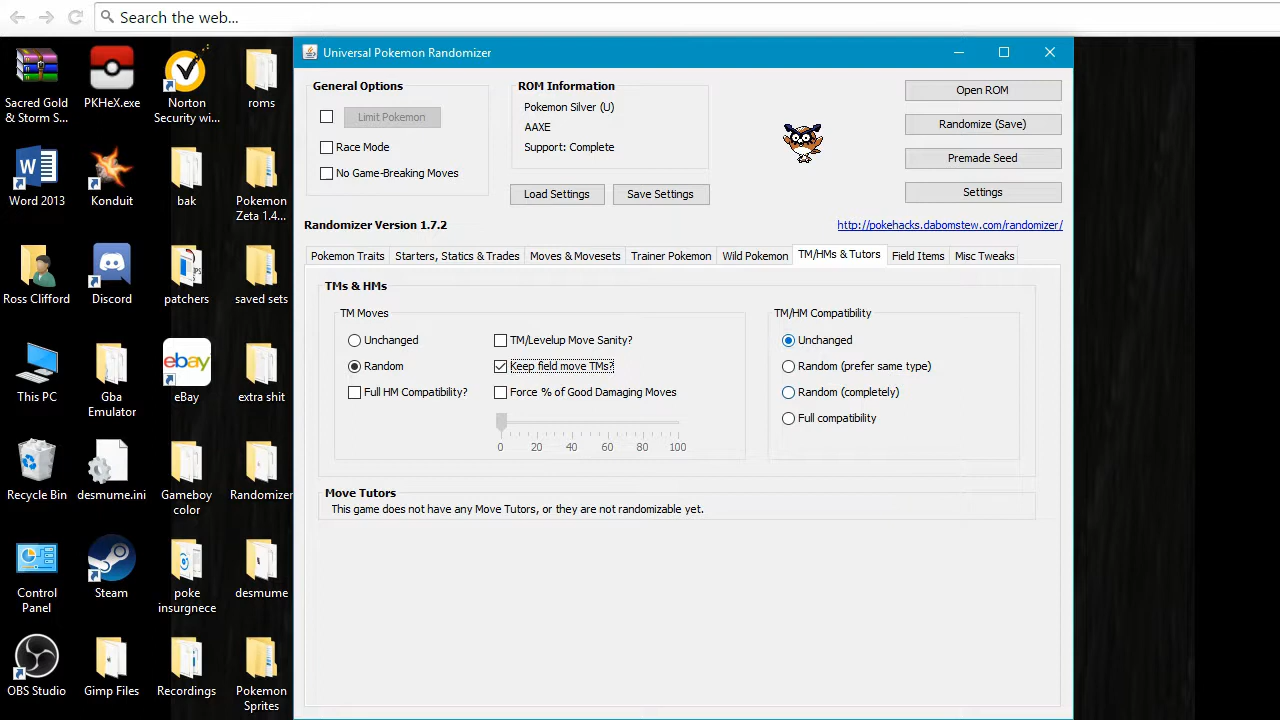 Search the web...
Sacred Gold
& Storm S...
PKHeX.exe
Norton
Security wi...
roms
Word 2013
Konduit
bak
Pokemon
Zeta 1.4...
Ross Clifford
Discord
patchers
saved sets
This PC
Gba
Emulator
eBay
ebay
extra shit
Recycle Bin
desmume.ini
Gameboy
color
Randomizer
Control
Panel
Steam
poke
insurgnece
desmume
OBS Studio
Gimp Files
Recordings
Pokemon
Sprites
Universal Pokemon Randomizer
General Options
Limit Pokemon
Race Mode
No Game-Breaking Moves
ROM Information
Pokemon Silver (U)
AAXE
Support: Complete
Load Settings
Save Settings
Open ROM
Randomize (Save)
Premade Seed
Settings
Randomizer Version 1.7.2
http://pokehacks.dabomstew.com/randomizer/
Pokemon Traits
Starters, Statics & Trades
Moves & Movesets
Trainer Pokemon
Wild Pokemon
TM/HMs & Tutors
Field Items
Misc Tweaks
TMs & HMs
TM Moves
Unchanged
Random
Full HM Compatibility?
TM/Levelup Move Sanity?
Keep field move TMs?
Force % of Good Damaging Moves
0 20 40 60 80 100
TM/HM Compatibility
Unchanged
Random (prefer same type)
Random (completely)
Full compatibility
Move Tutors
This game does not have any Move Tutors, or they are not randomizable yet.